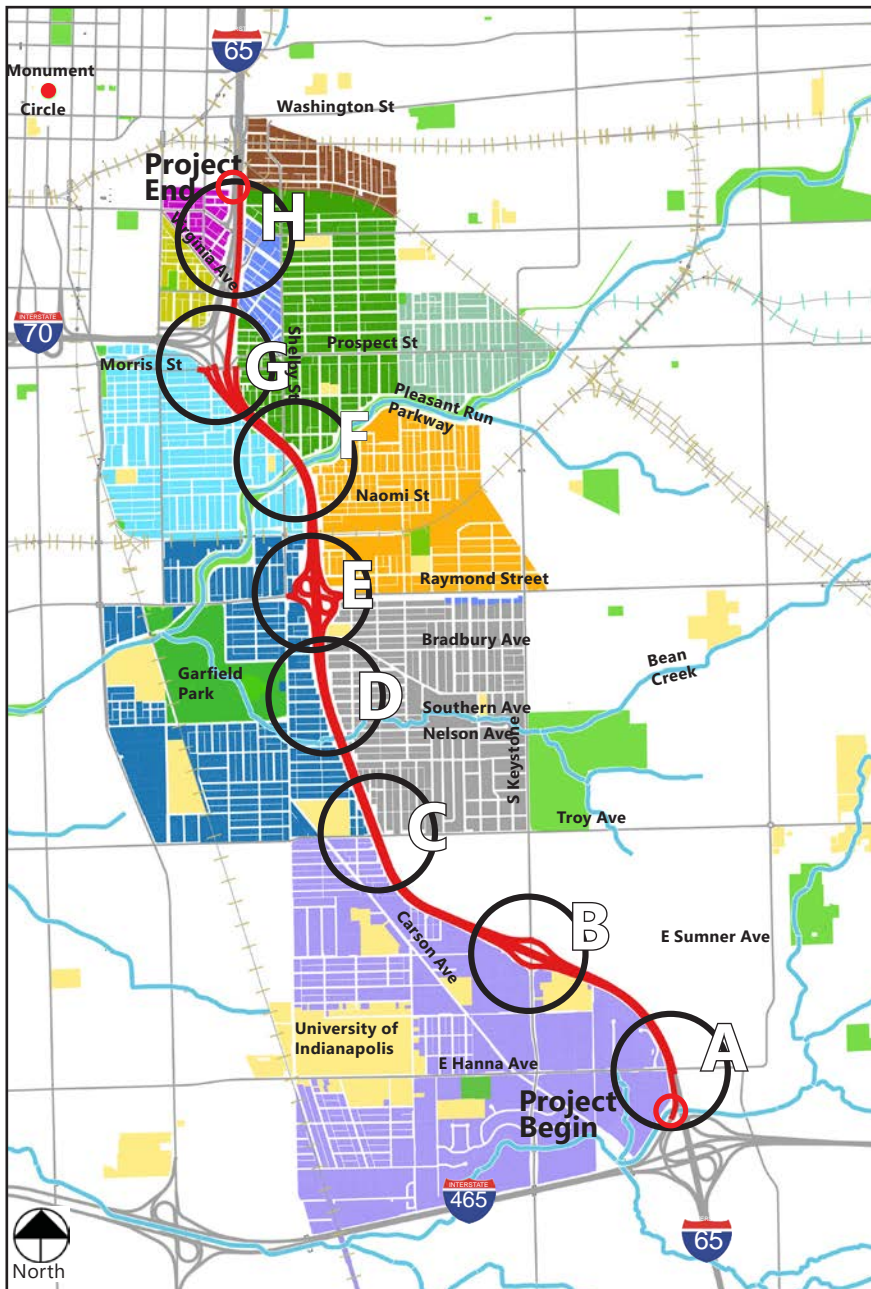 65
Monument
Circle
Washington St
Project
End
H
Virginia Ave
INTERSTATE
70
Shelby St
Prospect St
Morris St
G
Pleasant Run
Parkway
F
Naomi St
E
Raymond Street
Bradbury Ave
Garfield
Park
D
Bean
Creek
Southern Ave
Nelson Ave
S Keystone
C
Troy Ave
B
E Sumner Ave
Carson Ave
University of
Indianapolis
A
E Hanna Ave
Project
Begin
INTERSTATE
465
65
North